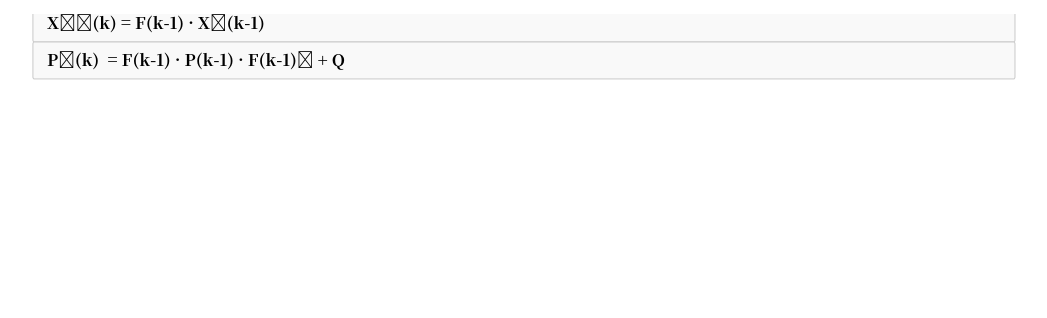 X□□(k) = F(k-1) · X□(k-1)
P□(k) = F(k-1) · P(k-1) · F(k-1)□ + Q